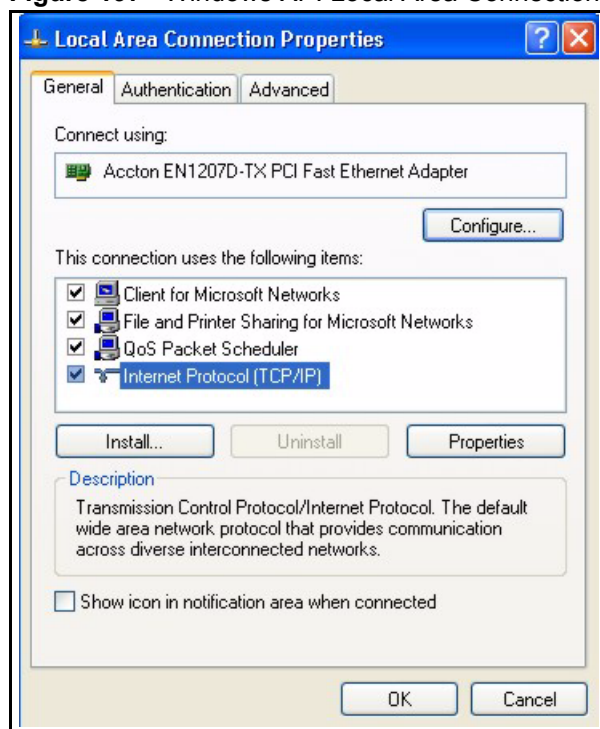 Local Area Connection Properties
General Authentication Advanced
Connect using:
Accton EN1207D-TX PCI Fast Ethernet Adapter
Configure...
This connection uses the following items:
Client for Microsoft Networks
File and Printer Sharing for Microsoft Networks
QoS Packet Scheduler
Internet Protocol (TCP/IP)
Install... Uninstall Properties
Description
Transmission Control Protocol/Internet Protocol. The default
wide area network protocol that provides communication
across diverse interconnected networks.
Show icon in notification area when connected
OK Cancel